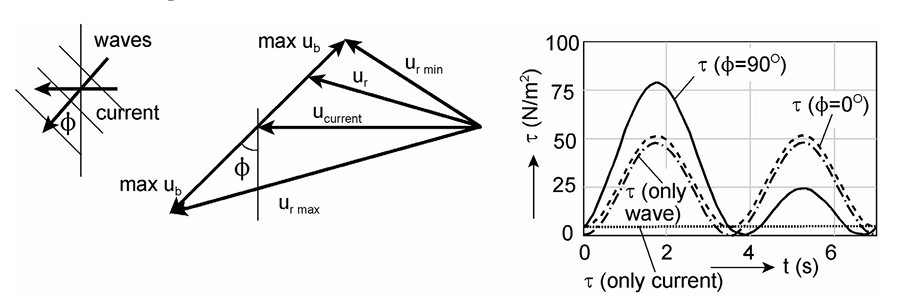 waves
current
ϕ
max u_b
u_r min
u_r
u_current
ϕ
max u_b
u_r max
100
75
50
25
0
τ (N/m²)
τ (ϕ=90°)
τ (ϕ=0°)
τ (only
wave)
0
2
4
6
t (s)
τ (only current)